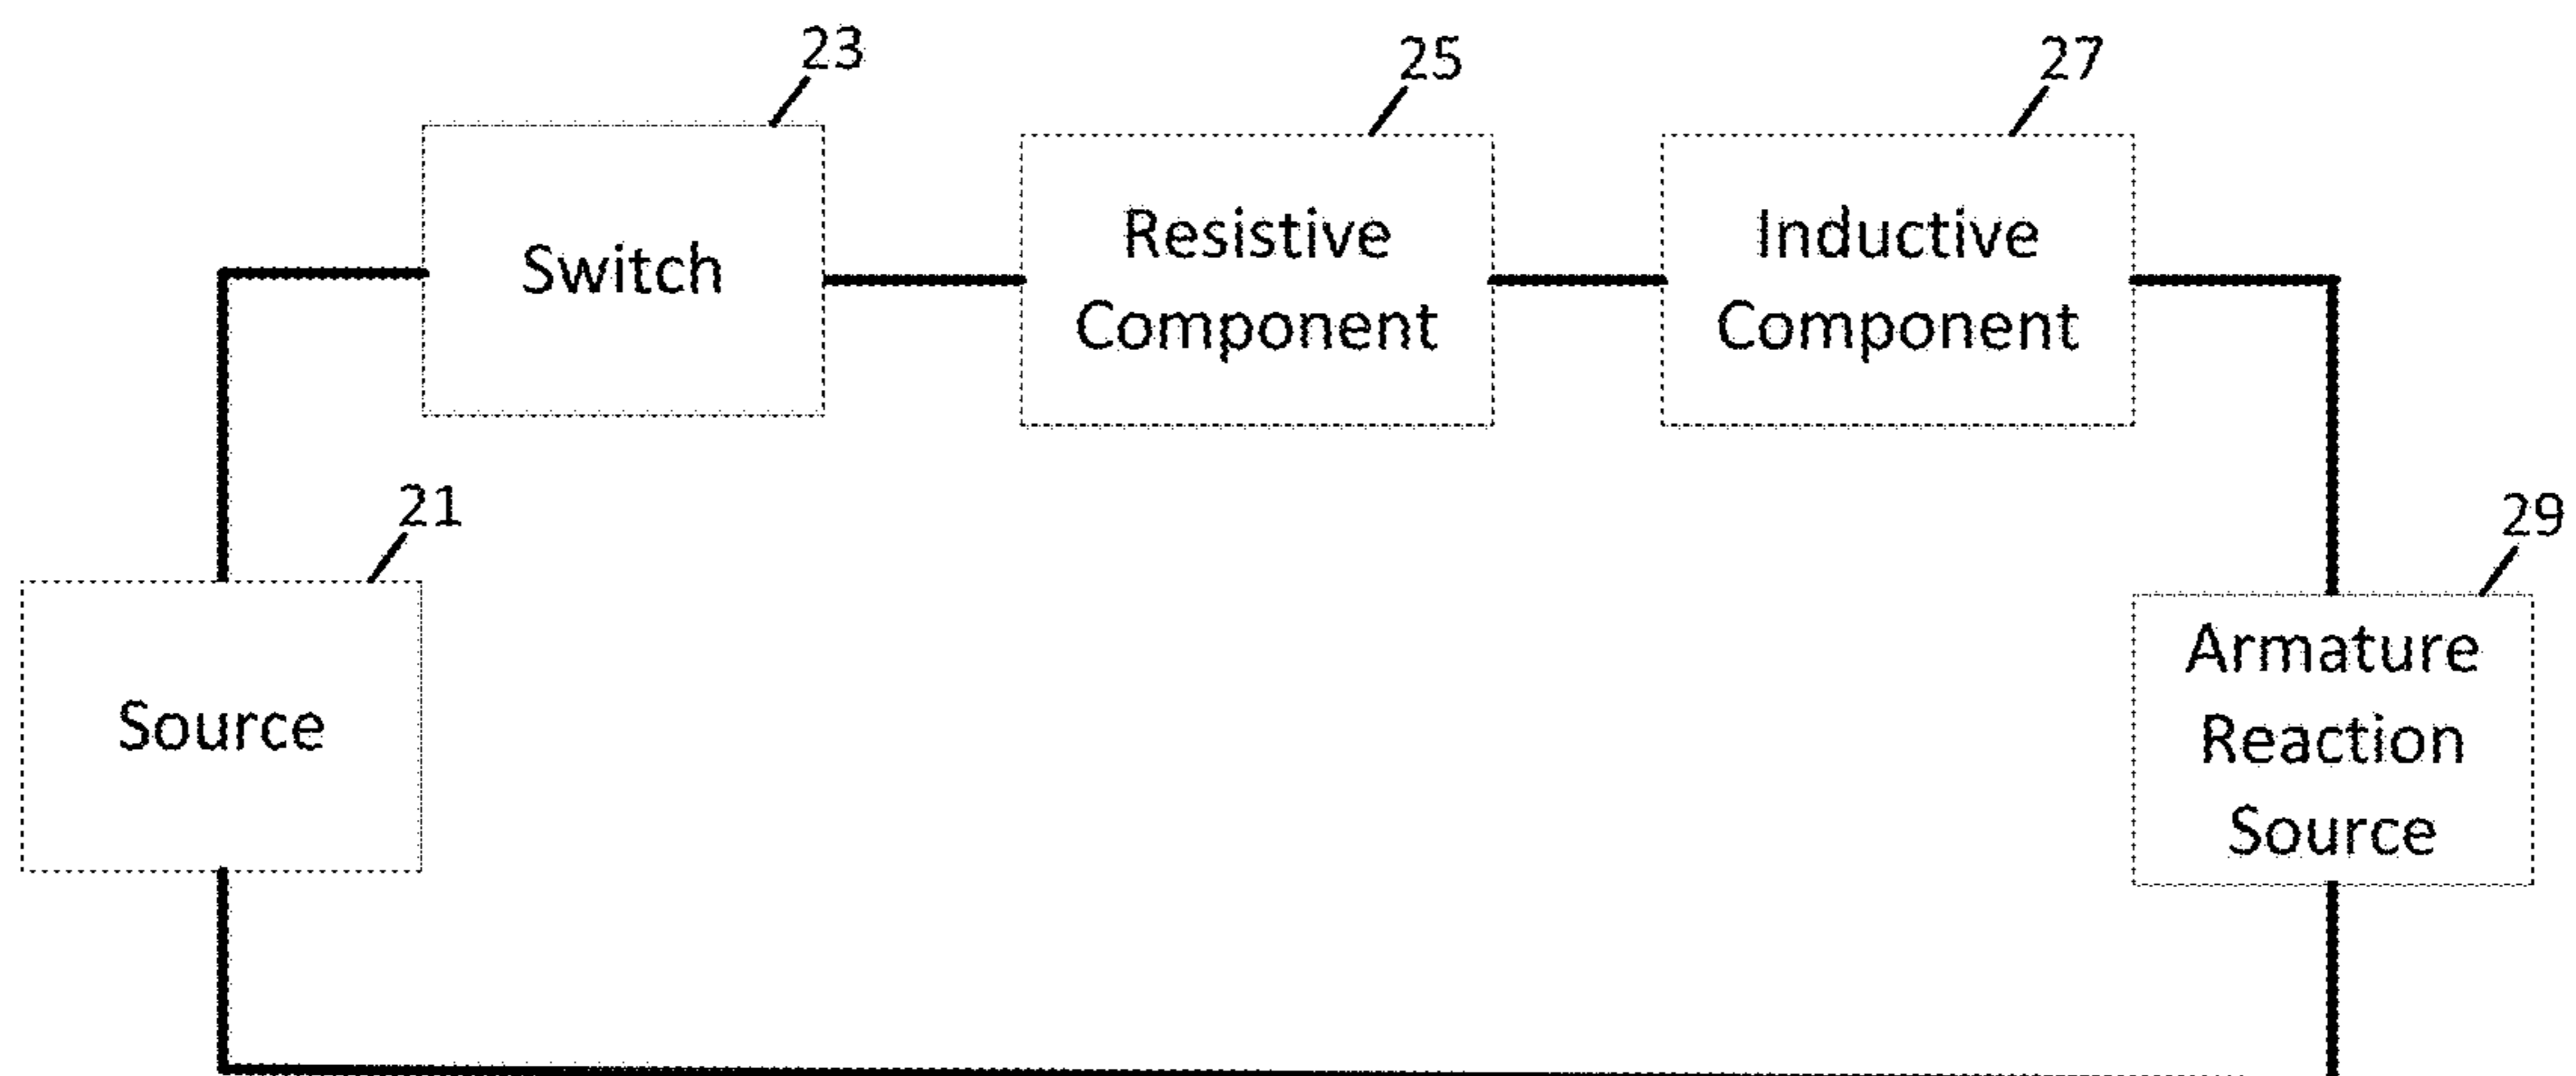 23
25
27
Switch
Resistive
Component
Inductive
Component
21
29
Source
Armature
Reaction
Source